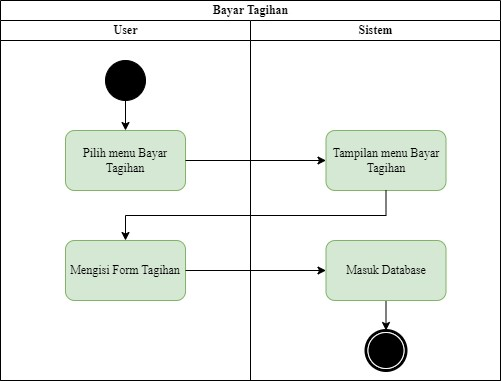 Bayar Tagihan
User
Sistem
Pilih menu Bayar
Tagihan
Tampilan menu Bayar
Tagihan
Mengisi Form Tagihan
Masuk Database